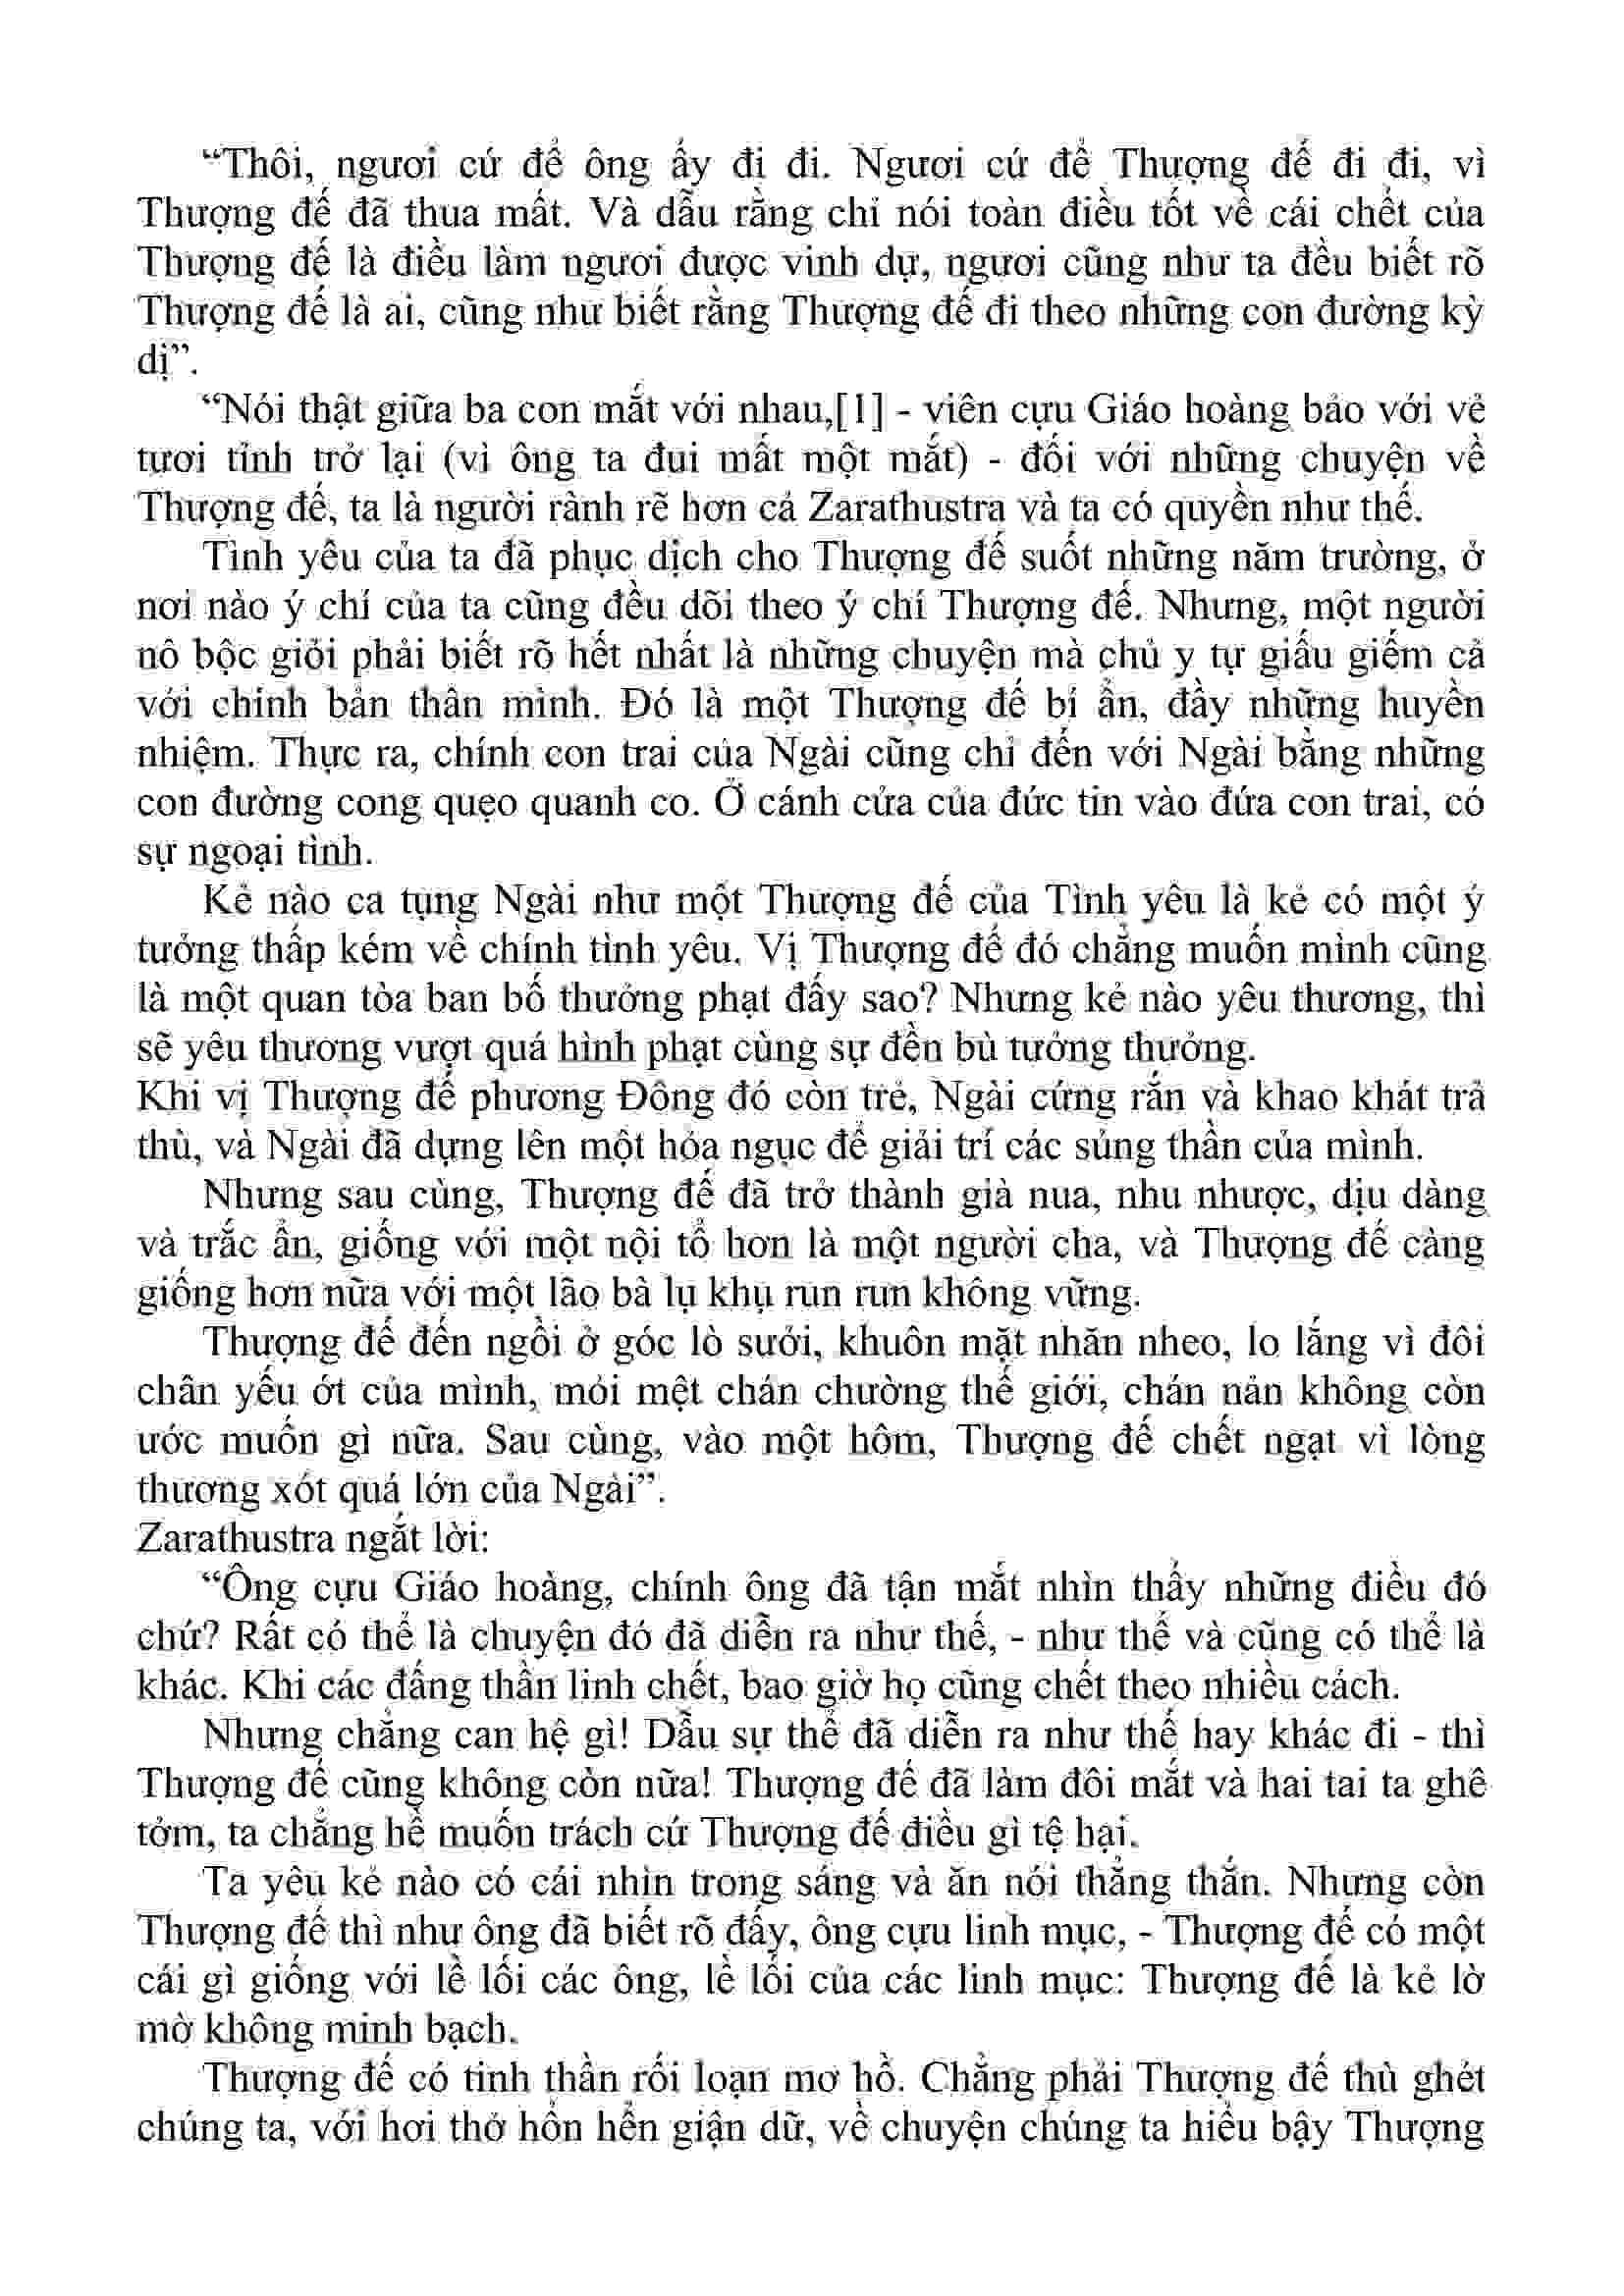 “Thôi, ngươi cứ để ông ấy đi đi. Ngươi cứ để Thượng đế đi đi, vì
Thượng đế đã thua mất. Và dẫu rằng chỉ nói toàn điều tốt về cái chết của
Thượng đế là điều làm ngươi được vinh dự, ngươi cũng như ta đều biết rõ
Thượng đế là ai, cũng như biết rằng Thượng đế đi theo những con đường kỳ
dị”.
“Nói thật giữa ba con mắt với nhau,[1] - viên cựu Giáo hoàng bảo với vẻ
tươi tỉnh trở lại (vì ông ta đui mất một mắt) - đối với những chuyện về
Thượng đế, ta là người rành rẽ hơn cả Zarathustra và ta có quyền như thế.
Tình yêu của ta đã phục dịch cho Thượng đế suốt những năm trường, ở
nơi nào ý chí của ta cũng đều dõi theo ý chí Thượng đế. Nhưng, một người
nô bộc giỏi phải biết rõ hết nhất là những chuyện mà chủ y tự giấu giếm cả
với chính bản thân mình. Đó là một Thượng đế bí ẩn, đầy những huyền
nhiệm. Thực ra, chính con trai của Ngài cũng chỉ đến với Ngài bằng những
con đường cong quẹo quanh co. Ở cánh cửa của đức tin vào đứa con trai, có
sự ngoại tình.
Kẻ nào ca tụng Ngài như một Thượng đế của Tình yêu là kẻ có một ý
tưởng thấp kém về chính tình yêu. Vị Thượng đế đó chẳng muốn mình cũng
là một quan tòa ban bố thưởng phạt đấy sao? Nhưng kẻ nào yêu thương, thì
sẽ yêu thương vượt quá hình phạt cùng sự đền bù tưởng thưởng.
Khi vị Thượng đế phương Đông đó còn trẻ, Ngài cứng rắn và khao khát trả
thù, và Ngài đã dựng lên một hỏa ngục để giải trí các sủng thần của mình.
Nhưng sau cùng, Thượng đế đã trở thành già nua, nhu nhược, dịu dàng
và trắc ẩn, giống với một nội tổ hơn là một người cha, và Thượng đế càng
giống hơn nữa với một lão bà lụ khụ run run không vững.
Thượng đế đến ngồi ở góc lò sưởi, khuôn mặt nhăn nheo, lo lắng vì đôi
chân yếu ớt của mình, mỏi mệt chán chường thế giới, chán nản không còn
ước muốn gì nữa. Sau cùng, vào một hôm, Thượng đế chết ngạt vì lòng
thương xót quá lớn của Ngài”.
Zarathustra ngắt lời:
“Ông cựu Giáo hoàng, chính ông đã tận mắt nhìn thấy những điều đó
chứ? Rất có thể là chuyện đó đã diễn ra như thế, - như thế và cũng có thể là
khác. Khi các đấng thần linh chết, bao giờ họ cũng chết theo nhiều cách.
Nhưng chẳng can hệ gì! Dẫu sự thể đã diễn ra như thế hay khác đi - thì
Thượng đế cũng không còn nữa! Thượng đế đã làm đôi mắt và hai tai ta ghê
tởm, ta chẳng hề muốn trách cứ Thượng đế điều gì tệ hại.
Ta yêu kẻ nào có cái nhìn trong sáng và ăn nói thẳng thắn. Nhưng còn
Thượng đế thì như ông đã biết rõ đấy, ông cựu linh mục, - Thượng đế có một
cái gì giống với lề lối các ông, lề lối của các linh mục: Thượng đế là kẻ lờ
mờ không minh bạch.
Thượng đế có tinh thần rối loạn mơ hồ. Chẳng phải Thượng đế thù ghét
chúng ta, với hơi thở hổn hển giận dữ, về chuyện chúng ta hiểu bậy Thượng